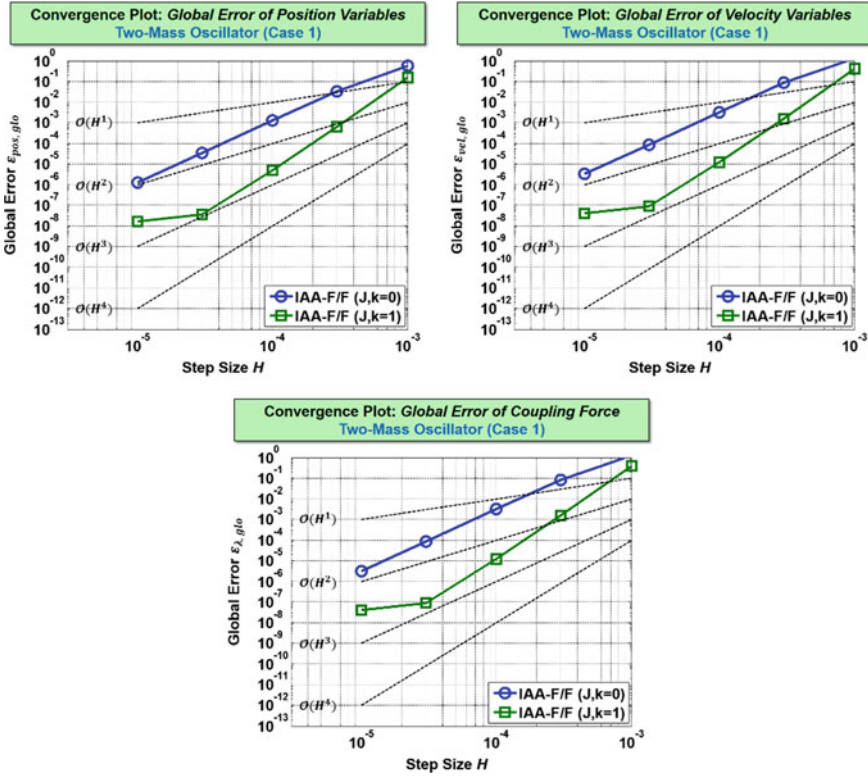 Convergence Plot: Global Error of Position Variables
Two-Mass Oscillator (Case 1)
Global Error ε_{pos,glo}
10^0
10^-1
10^-2
10^-3
10^-4
10^-5
10^-6
10^-7
10^-8
10^-9
10^-10
10^-11
10^-12
10^-13
O(H^1)
O(H^2)
O(H^3)
O(H^4)
IAA-F/F (J,k=0)
IAA-F/F (J,k=1)
10^-5
10^-4
10^-3
Step Size H
Convergence Plot: Global Error of Velocity Variables
Two-Mass Oscillator (Case 1)
Global Error ε_{vel,glo}
10^0
10^-1
10^-2
10^-3
10^-4
10^-5
10^-6
10^-7
10^-8
10^-9
10^-10
10^-11
10^-12
10^-13
O(H^1)
O(H^2)
O(H^3)
O(H^4)
IAA-F/F (J,k=0)
IAA-F/F (J,k=1)
10^-5
10^-4
10^-3
Step Size H
Convergence Plot: Global Error of Coupling Force
Two-Mass Oscillator (Case 1)
Global Error ε_{λ,glo}
10^0
10^-1
10^-2
10^-3
10^-4
10^-5
10^-6
10^-7
10^-8
10^-9
10^-10
10^-11
10^-12
10^-13
O(H^1)
O(H^2)
O(H^3)
O(H^4)
IAA-F/F (J,k=0)
IAA-F/F (J,k=1)
10^-5
10^-4
10^-3
Step Size H